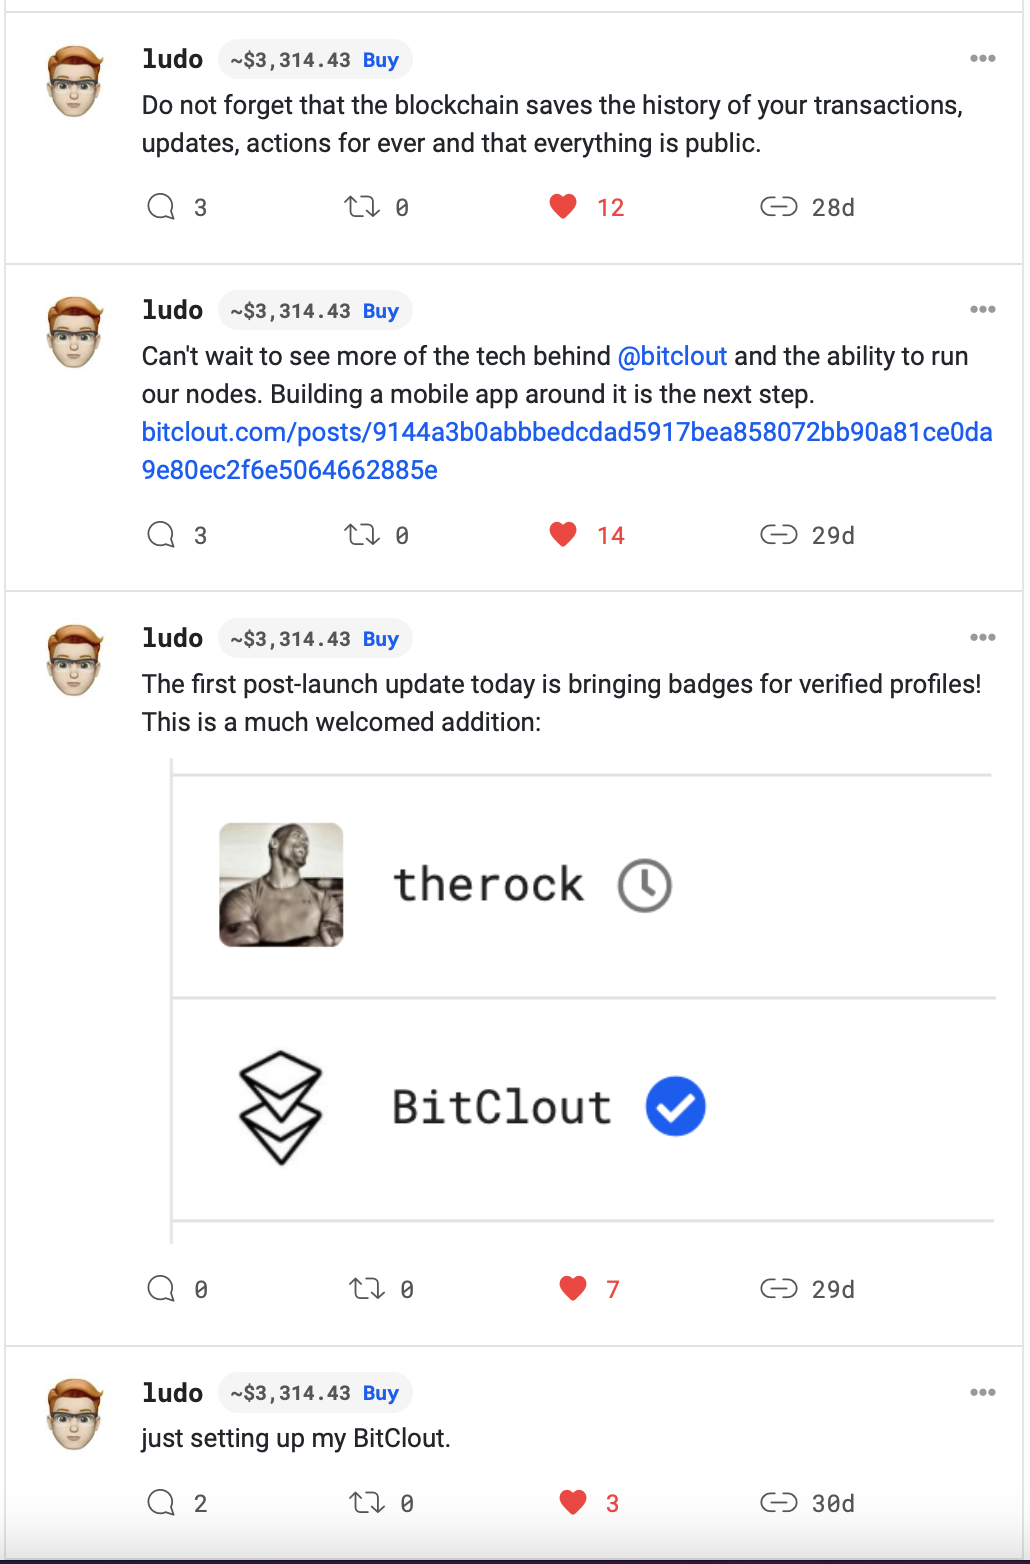 ludo ~$3,314.43 Buy
Do not forget that the blockchain saves the history of your transactions,
updates, actions for ever and that everything is public.
3 0 12 28d
ludo ~$3,314.43 Buy
Can't wait to see more of the tech behind @bitclout and the ability to run
our nodes. Building a mobile app around it is the next step.
bitclout.com/posts/9144a3b0abbbedcdad5917bea858072bb90a81ce0da
9e80ec2f6e5064662885e
3 0 14 29d
ludo ~$3,314.43 Buy
The first post-launch update today is bringing badges for verified profiles!
This is a much welcomed addition:
therock
BitClout
0 0 7 29d
ludo ~$3,314.43 Buy
just setting up my BitClout.
2 0 3 30d